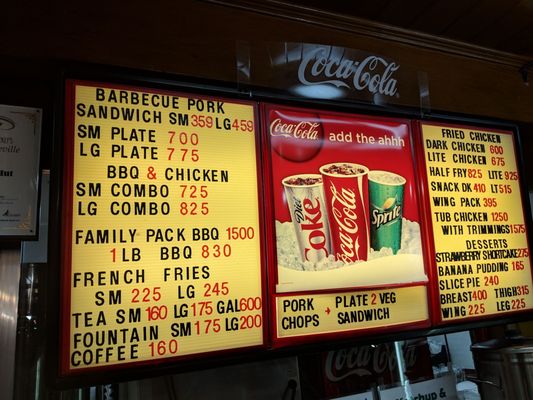 Coca-Cola
BARBECUE PORK
SANDWICH SM 359 LG 459
SM PLATE 700
LG PLATE 775
BBQ & CHICKEN
SM COMBO 725
LG COMBO 825
FAMILY PACK BBQ 1500
1 LB BBQ 830
FRENCH FRIES
SM 225 LG 245
TEA SM 160 LG 175 GAL 600
FOUNTAIN SM 175 LG 200
COFFEE 160
Coca-Cola
add the ahhh
Diet Coke
Coca-Cola
Sprite
PORK + PLATE 2 VEG
CHOPS SANDWICH
FRIED CHICKEN
DARK CHICKEN 600
LITE CHICKEN 675
HALF FRY 825 LITE 925
SNACK DK 410 LT 515
WING PACK 395
TUB CHICKEN 1250
WITH TRIMMINGS 1575
DESSERTS
STRAWBERRY SHORTCAKE 275
BANANA PUDDING 165
SLICE PIE 240
BREAST 400 THIGH 315
WING 225 LEG 225
Coca-Cola